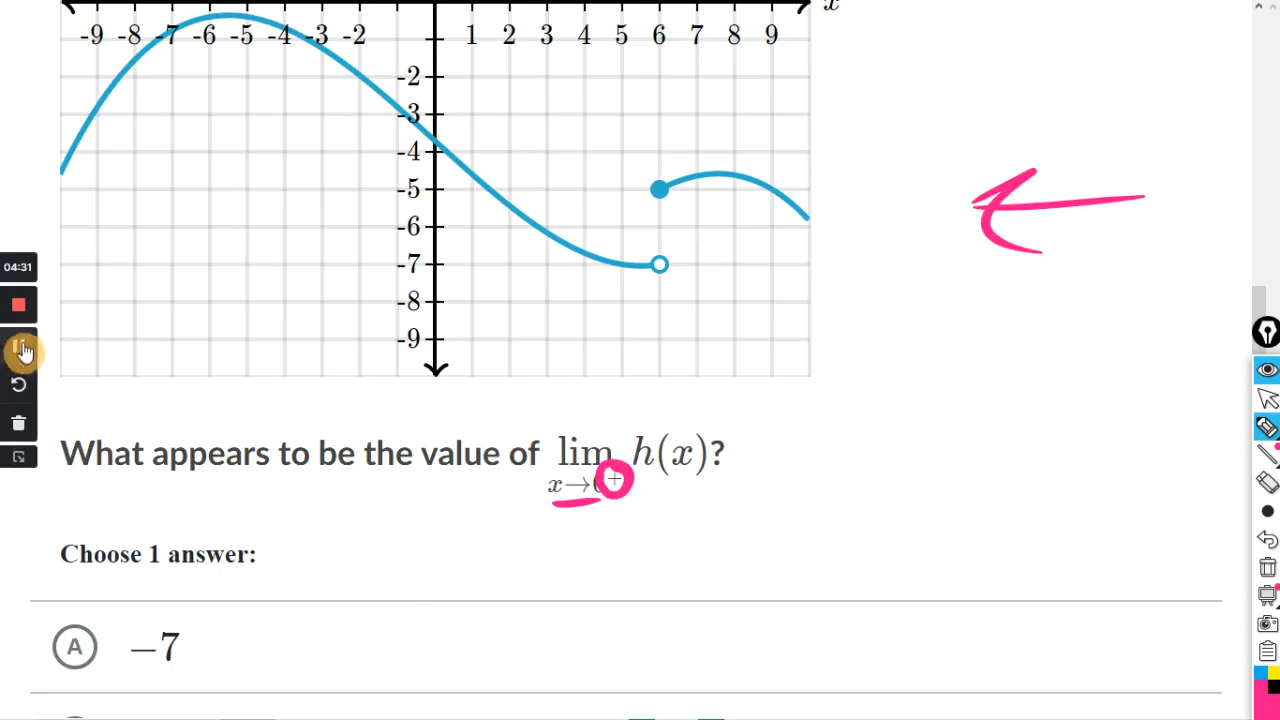 x
-9 -8 -7 -6 -5 -4 -3 -2 1 2 3 4 5 6 7 8 9
-2
-3
-4
-5
-6
-7
-8
-9
04:31
What appears to be the value of lim h(x)?
x→6+
Choose 1 answer:
A −7